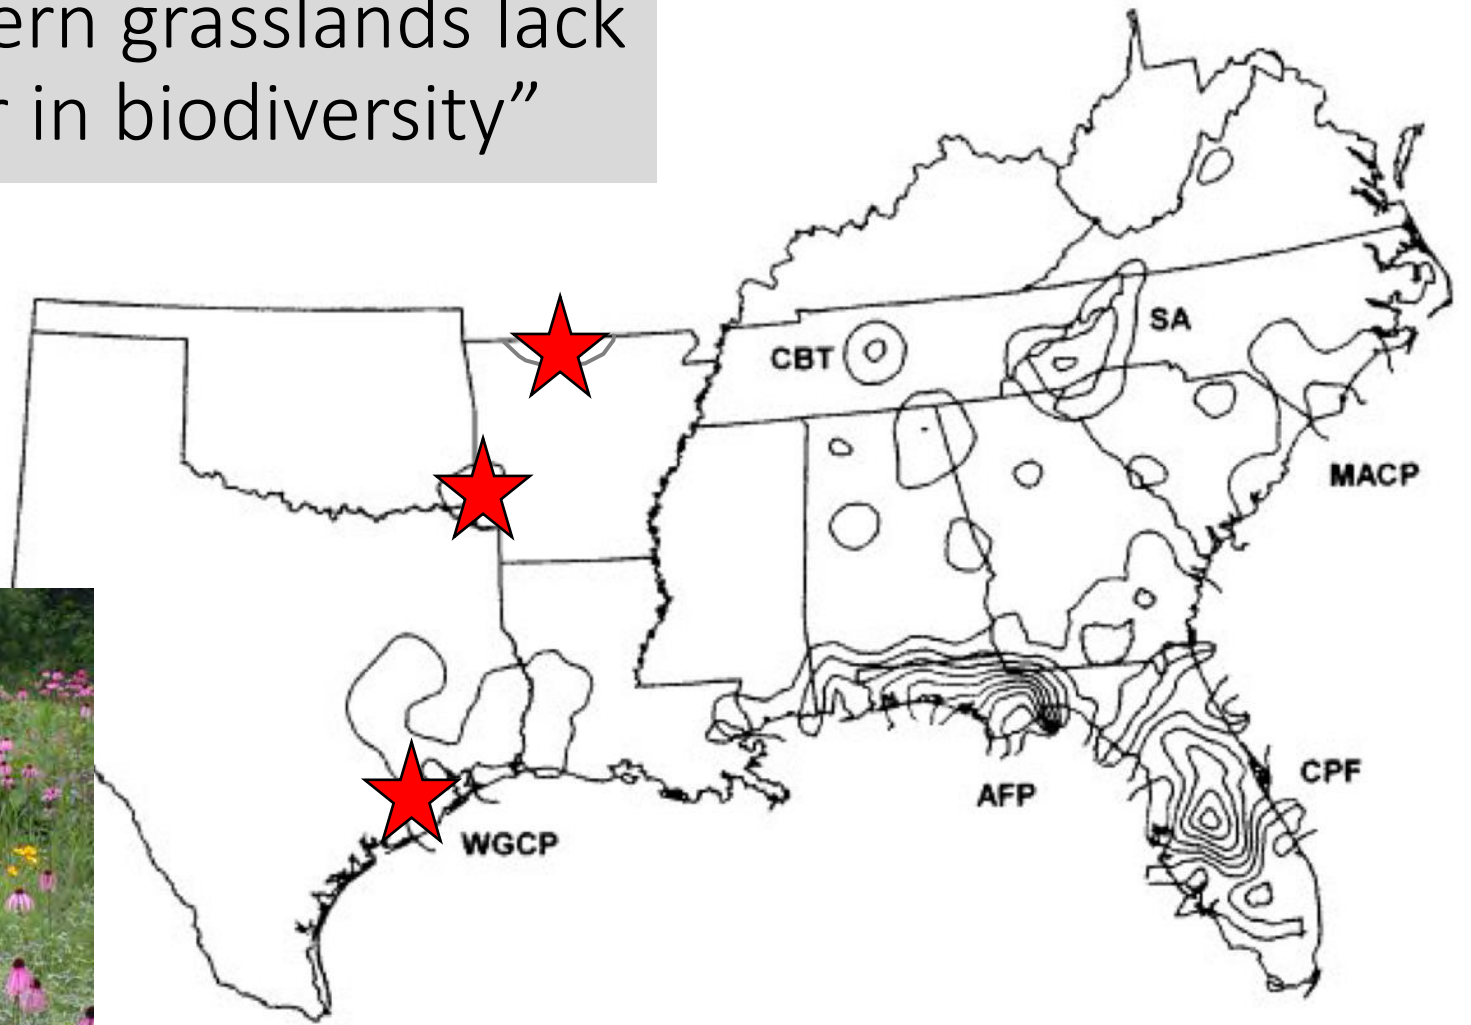 ern grasslands lack
in biodiversity”
SA
CBT
MACP
CPF
AFP
WGCP